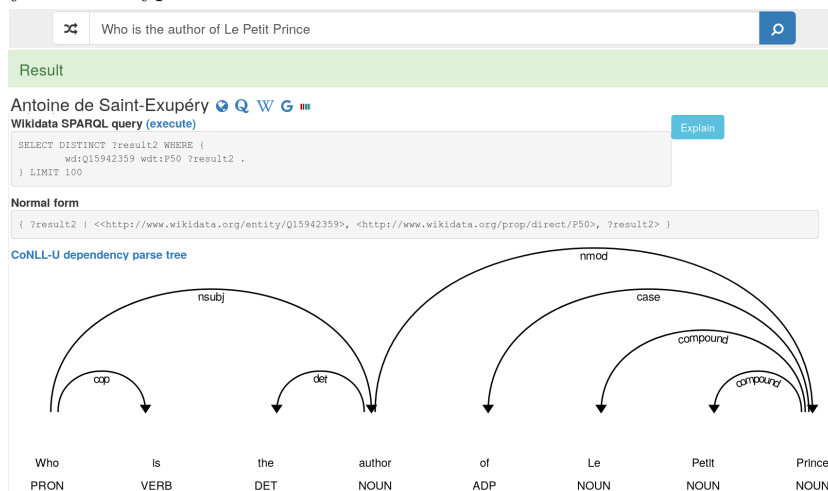 Who is the author of Le Petit Prince
Result
Antoine de Saint-Exupéry Q W G
Wikidata SPARQL query (execute)
Explain
SELECT DISTINCT ?result2 WHERE {
wd:Q15942359 wdt:P50 ?result2 .
} LIMIT 100
Normal form
{ ?result2 | <<http://www.wikidata.org/entity/Q15942359>, <http://www.wikidata.org/prop/direct/P50>, ?result2> }
CoNLL-U dependency parse tree
nmod
nsubj case
compound
cop det compound
Who is the author of Le Petit Prince
PRON VERB DET NOUN ADP NOUN NOUN NOUN